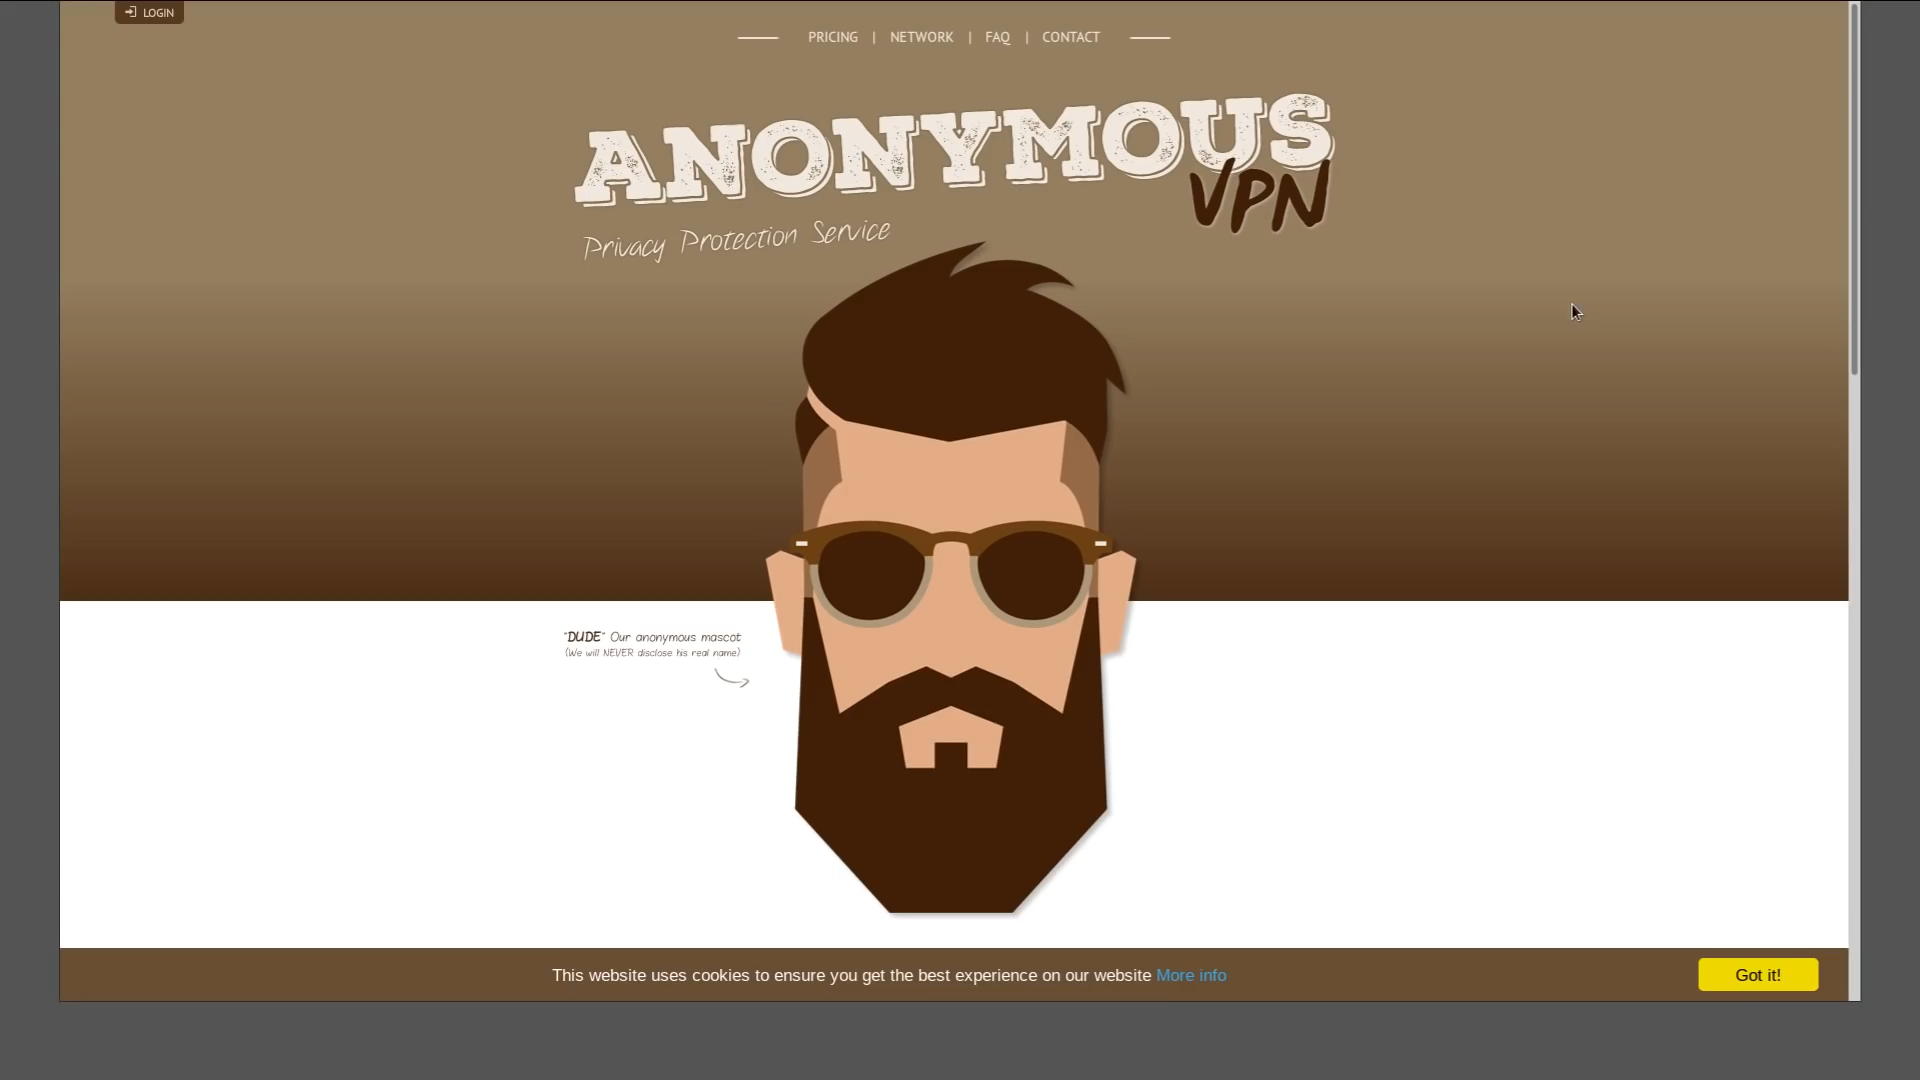 LOGIN
PRICING | NETWORK | FAQ | CONTACT
ANONYMOUS
VPN
Privacy Protection Service
"DUDE" Our anonymous mascot
(We will NEVER disclose his real name)
This website uses cookies to ensure you get the best experience on our website More info
Got it!